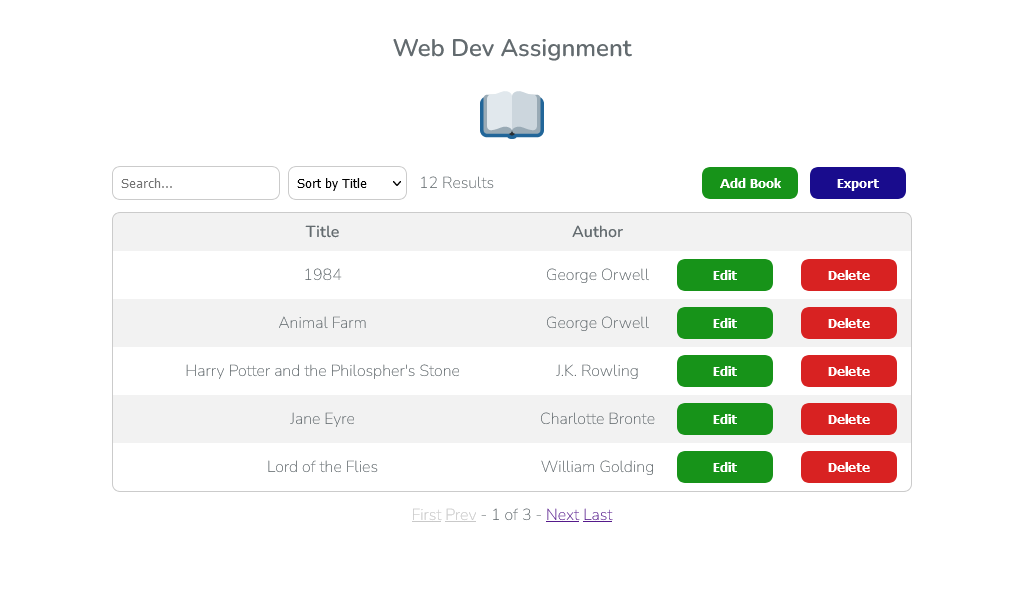 Web Dev Assignment
Search... Sort by Title 12 Results Add Book Export
Title Author
1984 George Orwell Edit Delete
Animal Farm George Orwell Edit Delete
Harry Potter and the Philospher's Stone J.K. Rowling Edit Delete
Jane Eyre Charlotte Bronte Edit Delete
Lord of the Flies William Golding Edit Delete
First Prev - 1 of 3 - Next Last